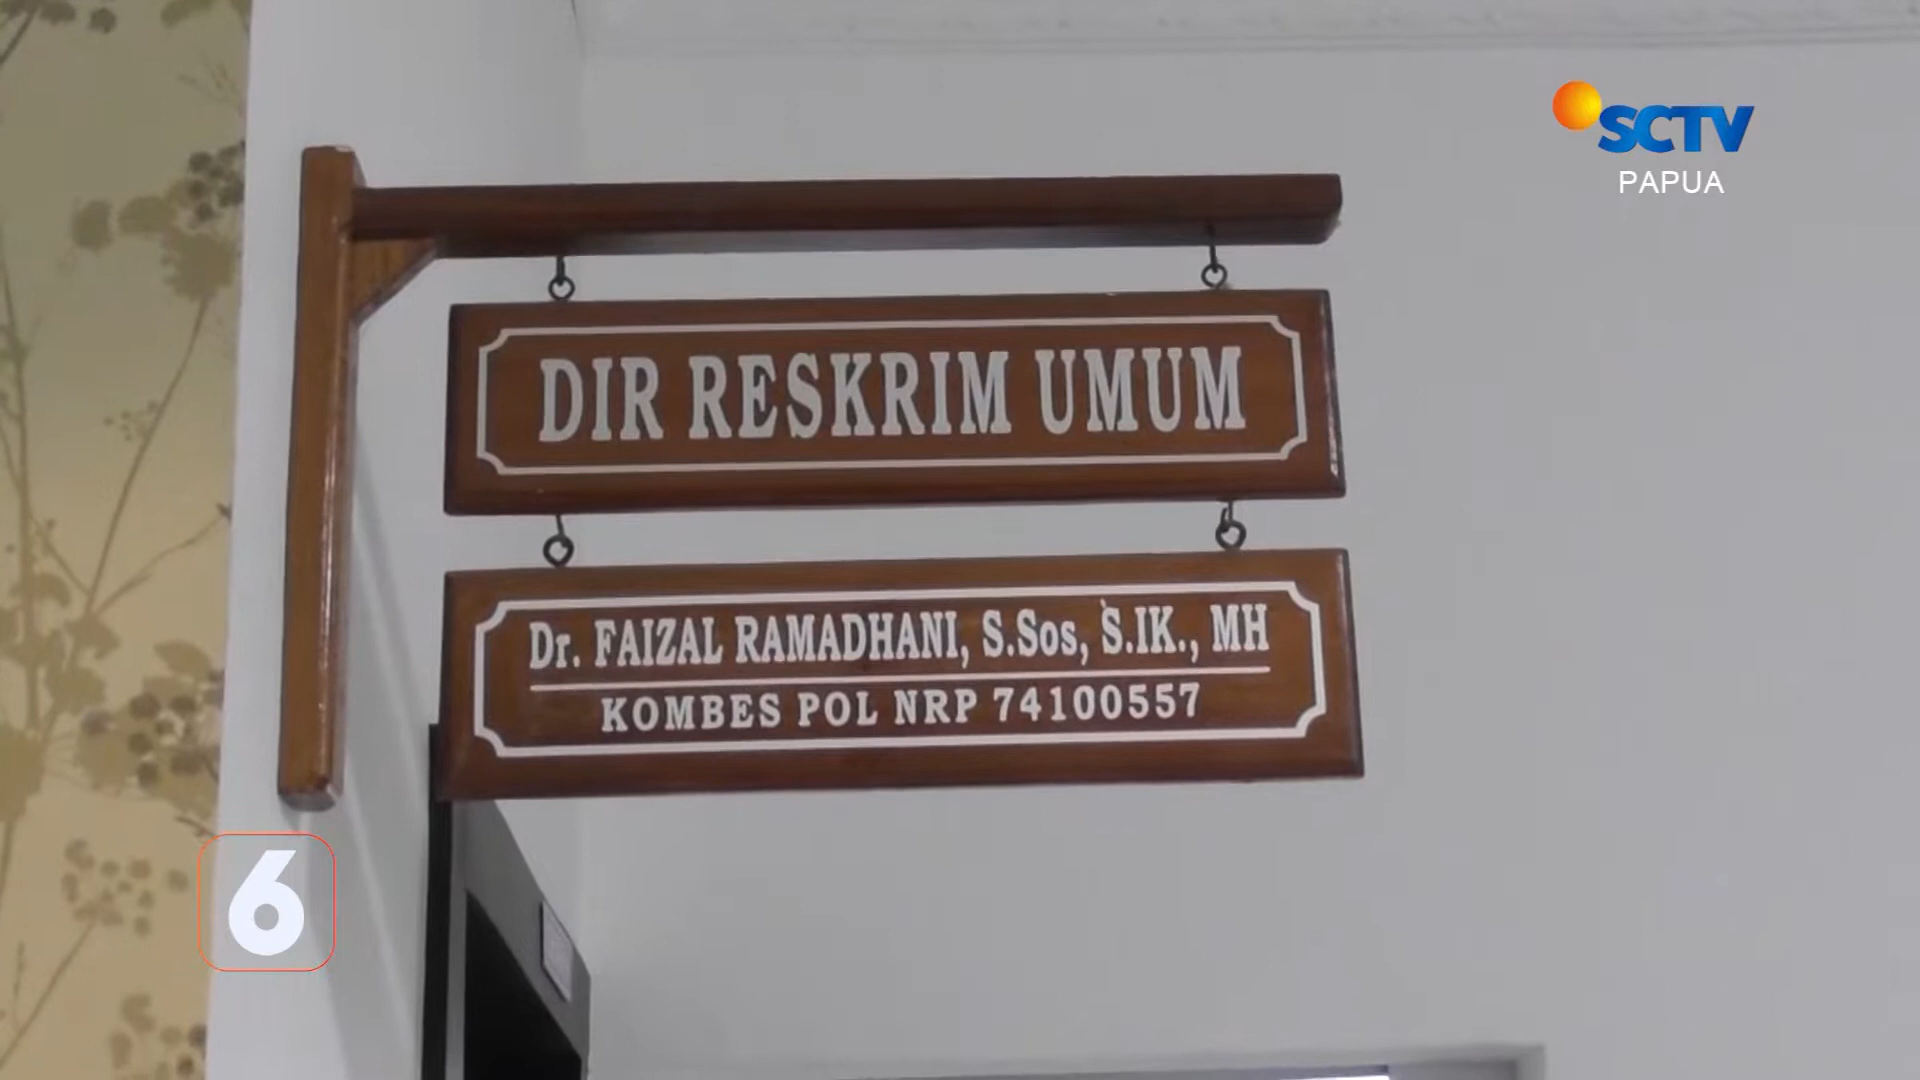 SCTV
PAPUA
DIR RESKRIM UMUM
Dr. FAIZAL RAMADHANI, S.Sos, S.IK., MH
KOMBES POL NRP 74100557
6